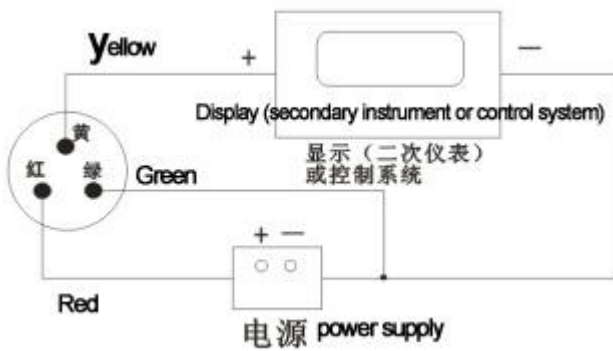 Yellow
+
—
Display (secondary instrument or control system)
显示（二次仪表）
或控制系统
黄
红
绿
Green
+ —
Red
电源 power supply